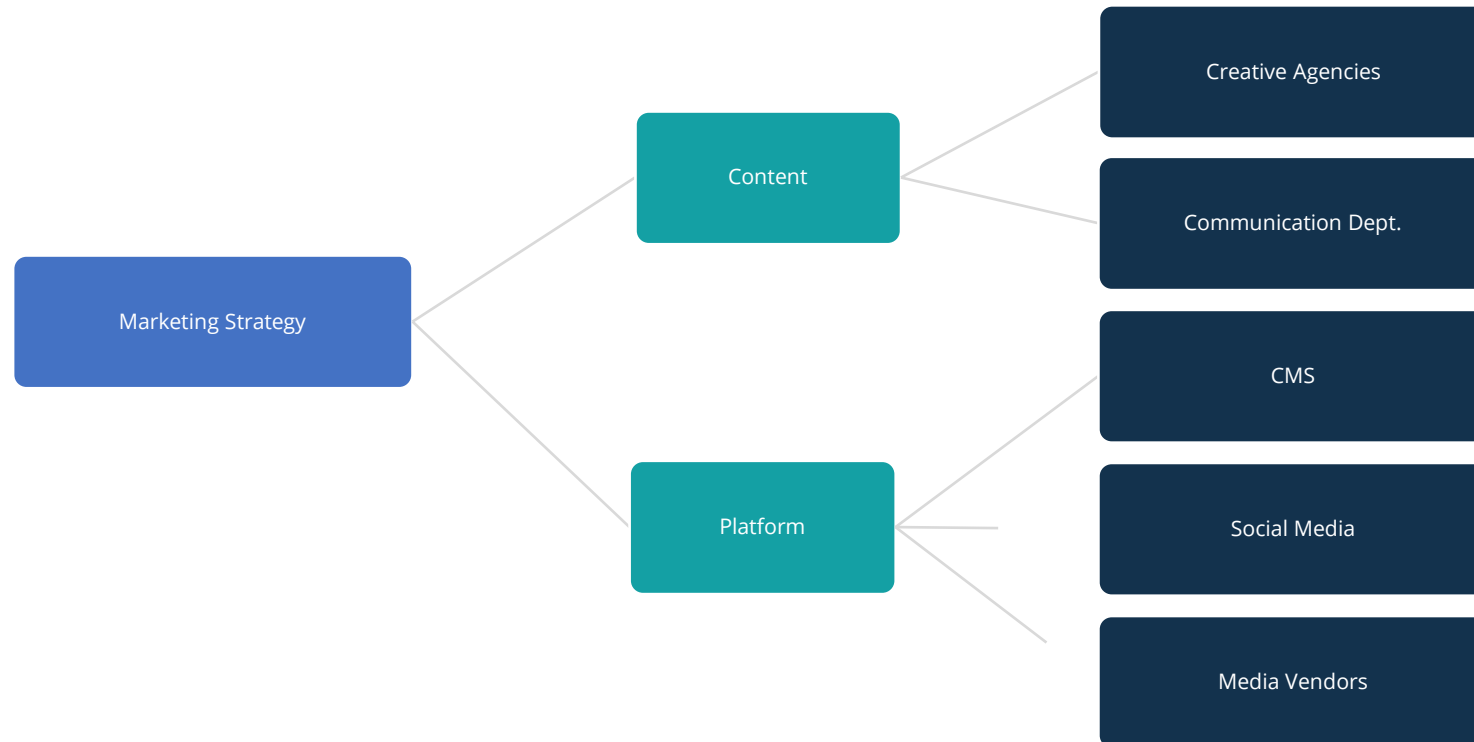 Marketing Strategy
Content
Platform
Creative Agencies
Communication Dept.
CMS
Social Media
Media Vendors